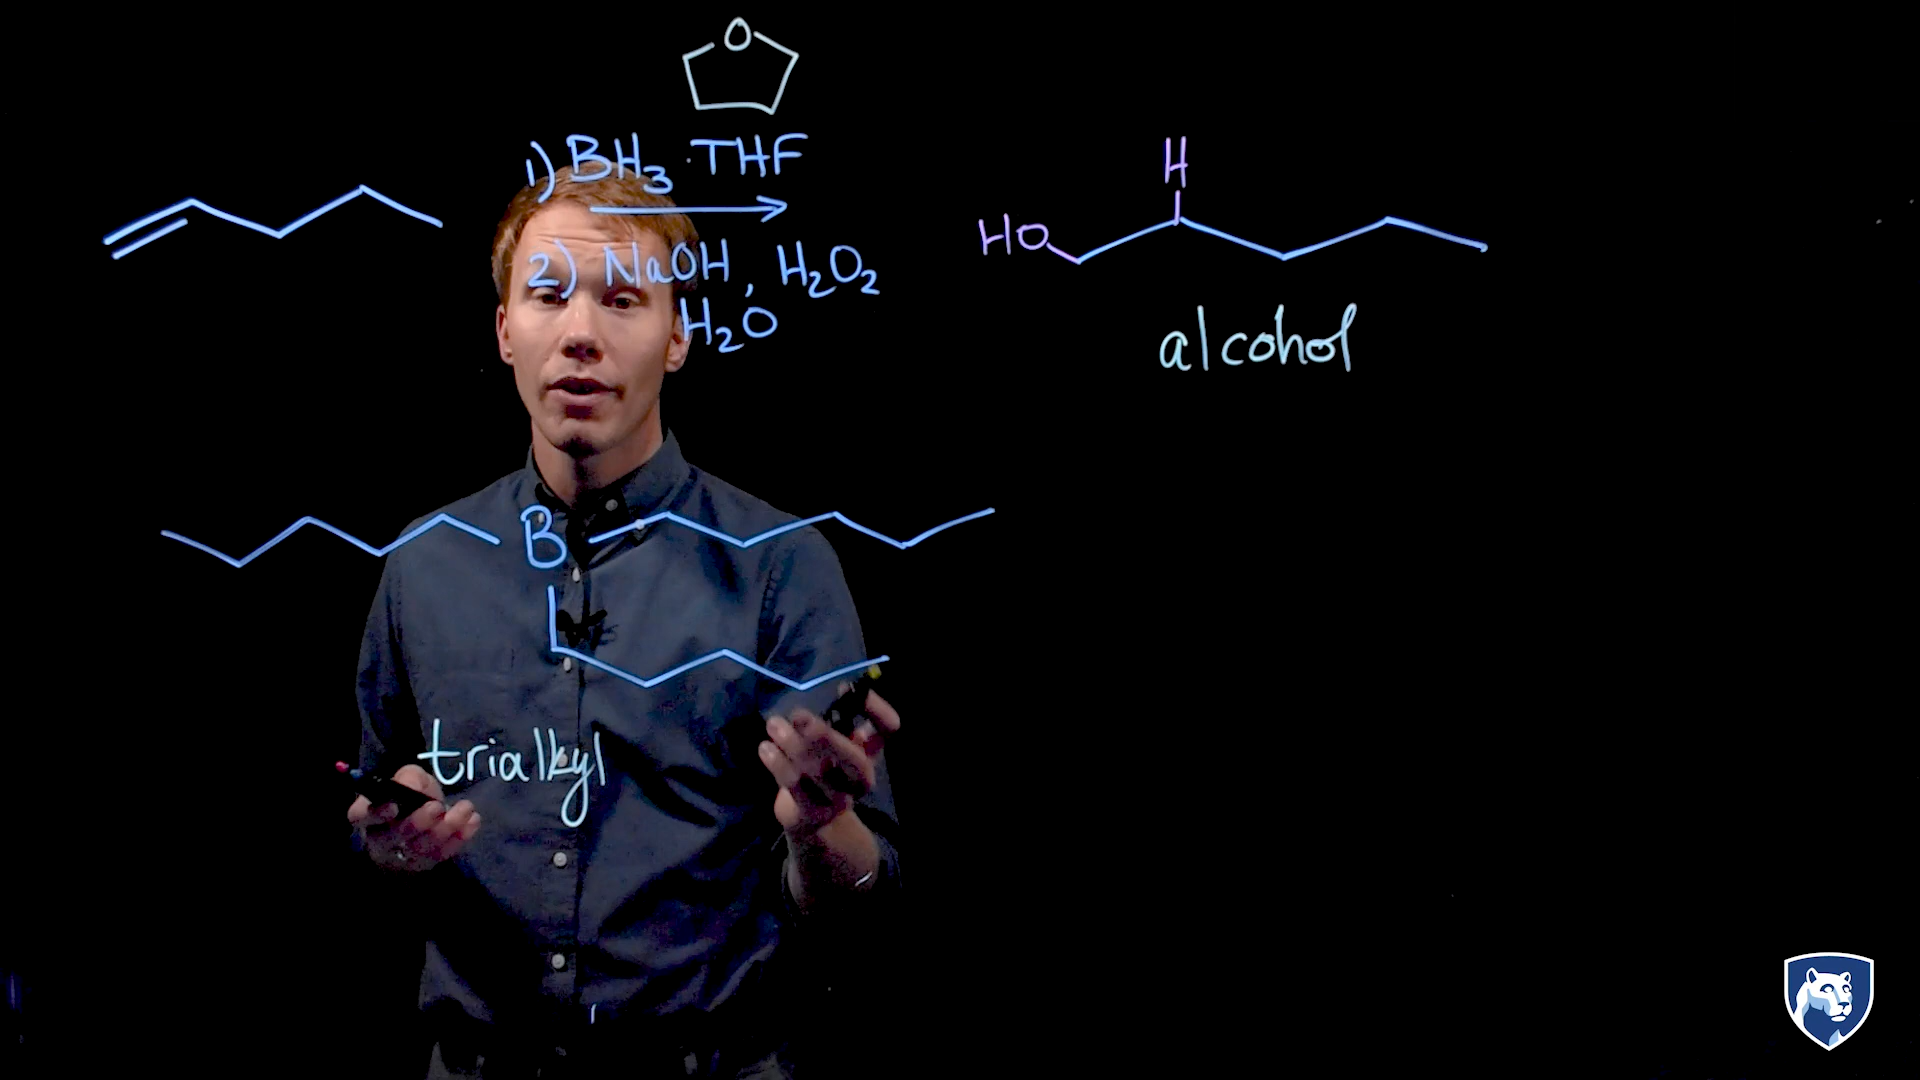 O
1) BH₃ · THF
2) NaOH, H₂O₂
H₂O
H
HO
alcohol
B
trialkyl